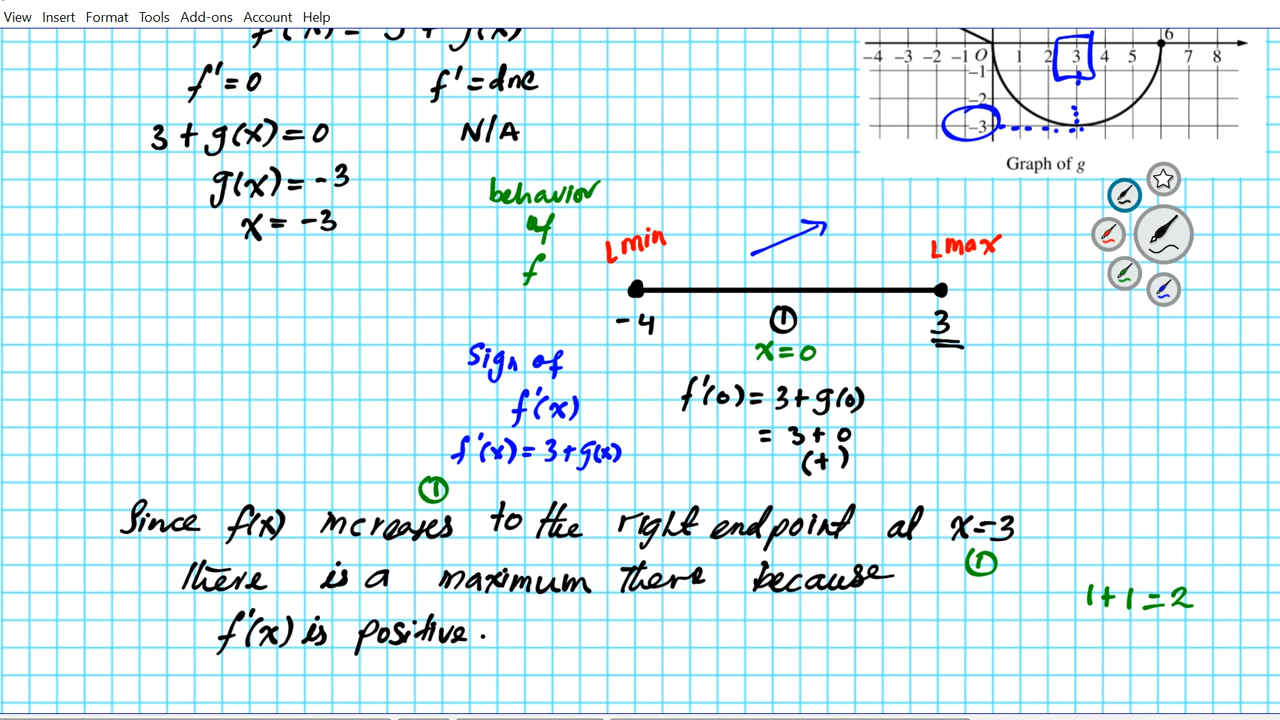 View Insert Format Tools Add-ons Account Help
f'(x) = 3 + g(x)
f' = 0 f' = dne
3 + g(x) = 0 N/A
g(x) = -3
x = -3
behavior
of
f
Lmin
Lmax
-4
①
3
x = 0
sign of
f'(x)
f'(x) = 3+g(x)
f'(0) = 3+g(0)
= 3+0
(+)
①
Since f(x) increases to the right endpoint at x=3
①
there is a maximum there because
f'(x) is positive.
1+1=2
6
-4 -3 -2 -1 O 1 2 3 4 5 7 8
-1
-2
-3
Graph of g